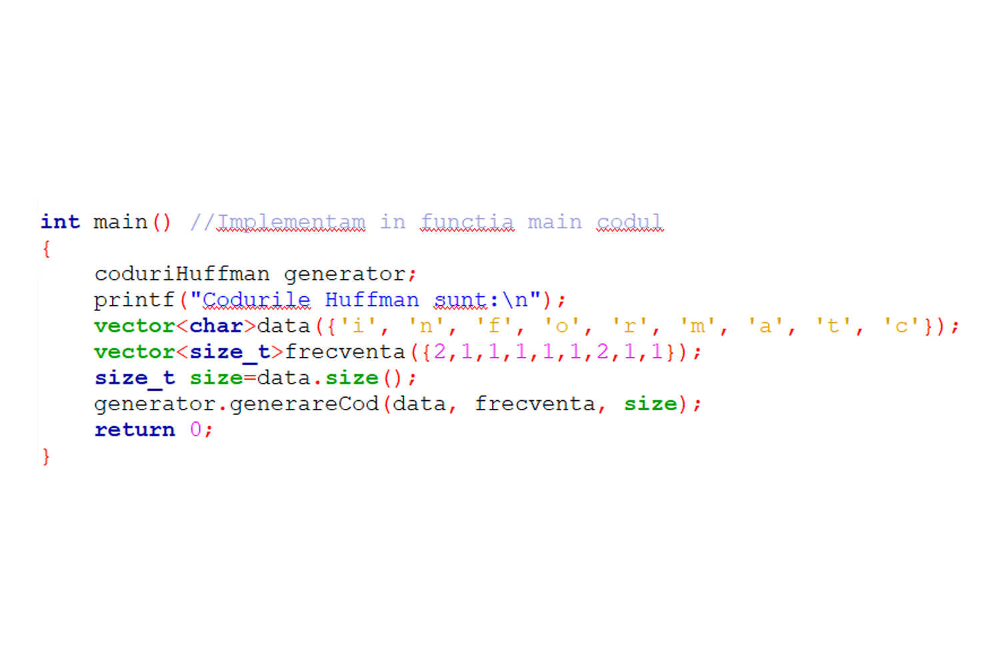 int main() //Implementam in functia main codul
{
coduriHuffman generator;
printf("Codurile Huffman sunt:\n");
vector<char>data({'i', 'n', 'f', 'o', 'r', 'm', 'a', 't', 'c'});
vector<size_t>frecventa({2,1,1,1,1,1,2,1,1});
size_t size=data.size();
generator.generareCod(data, frecventa, size);
return 0;
}